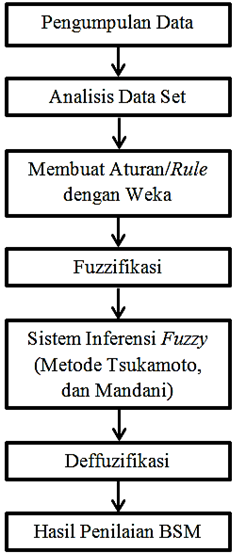 Pengumpulan Data
Analisis Data Set
Membuat Aturan/Rule
dengan Weka
Fuzzifikasi
Sistem Inferensi Fuzzy
(Metode Tsukamoto,
dan Mandani)
Deffuzifikasi
Hasil Penilaian BSM